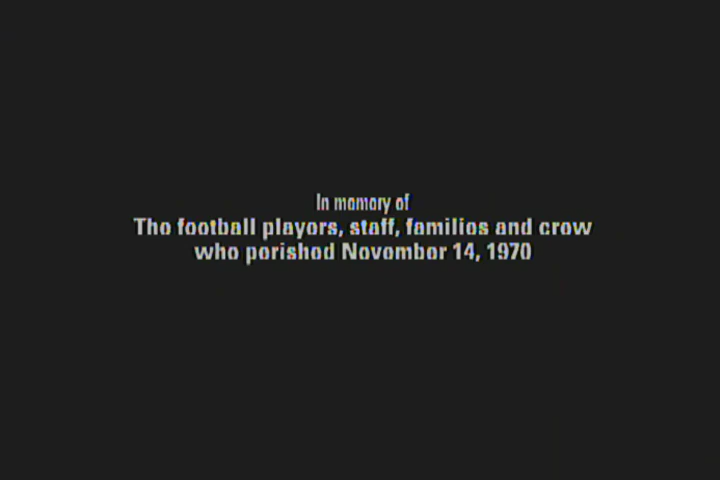 In memory of
The football players, staff, families and crew
who perished November 14, 1970